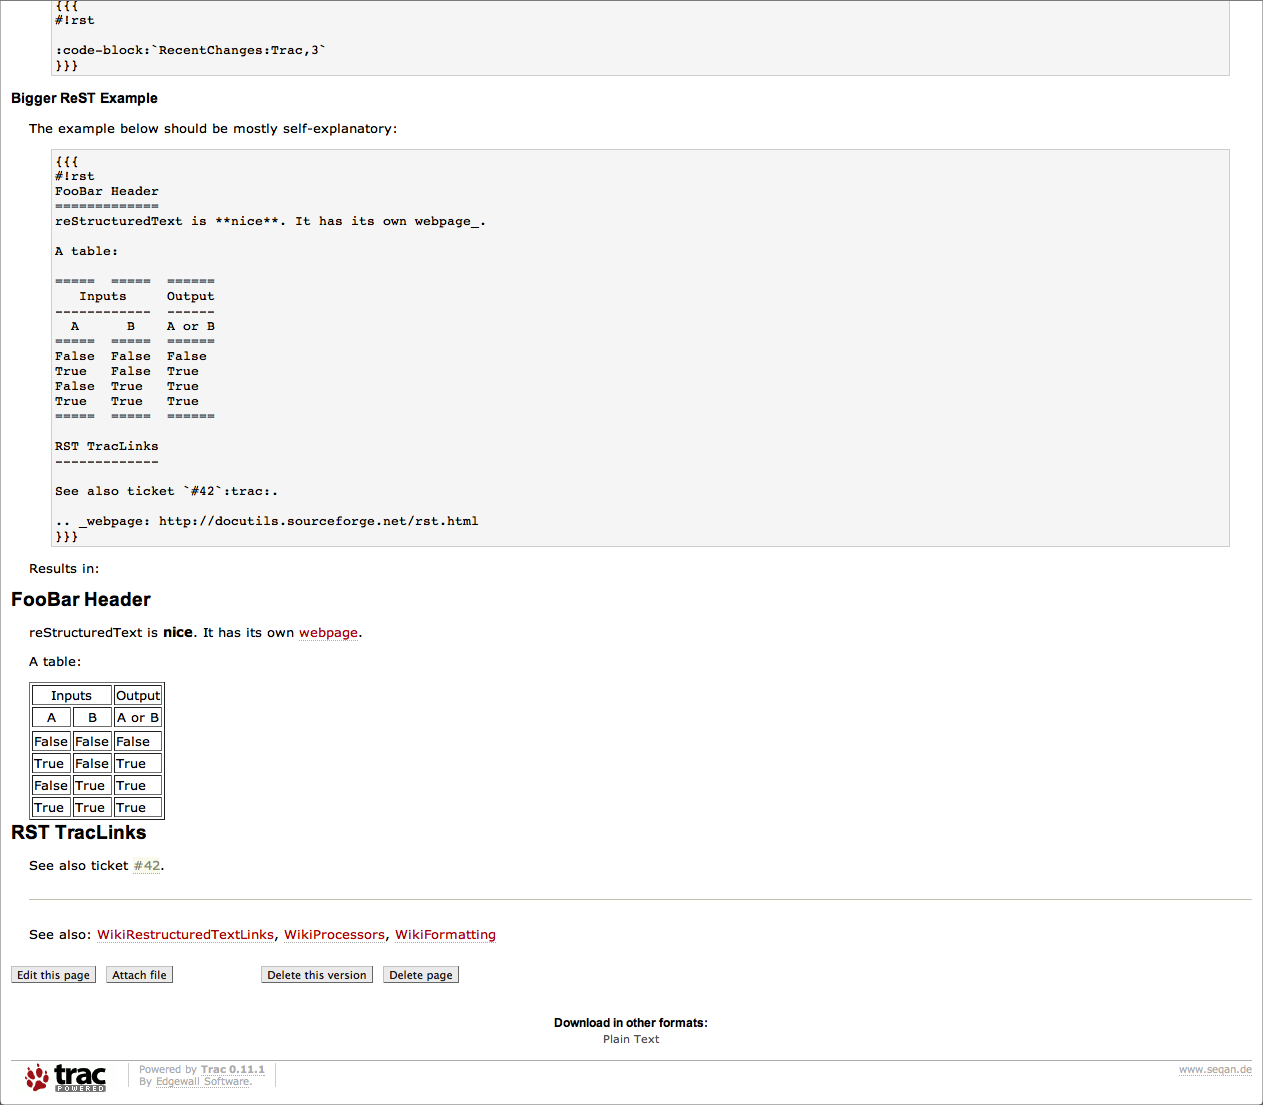 {{{
#!rst

:code-block:`RecentChanges:Trac,3`
}}}
Bigger ReST Example
The example below should be mostly self-explanatory:
{{{
#!rst
FooBar Header
=============
reStructuredText is **nice**. It has its own webpage_.

A table:

=====  =====  ======
   Inputs     Output
------------  ------
  A      B    A or B
=====  =====  ======
False  False  False
True   False  True
False  True   True
True   True   True
=====  =====  ======

RST TracLinks
-------------

See also ticket `#42`:trac:.

.. _webpage: http://docutils.sourceforge.net/rst.html
}}}
Results in:
FooBar Header
reStructuredText is nice. It has its own webpage.
A table:
Inputs Output
A B A or B
False False False
True False True
False True True
True True True
RST TracLinks
See also ticket #42.
See also: WikiRestructuredTextLinks, WikiProcessors, WikiFormatting
Edit this page Attach file Delete this version Delete page
Download in other formats:
Plain Text
trac POWERED
Powered by Trac 0.11.1
By Edgewall Software.
www.seqan.de